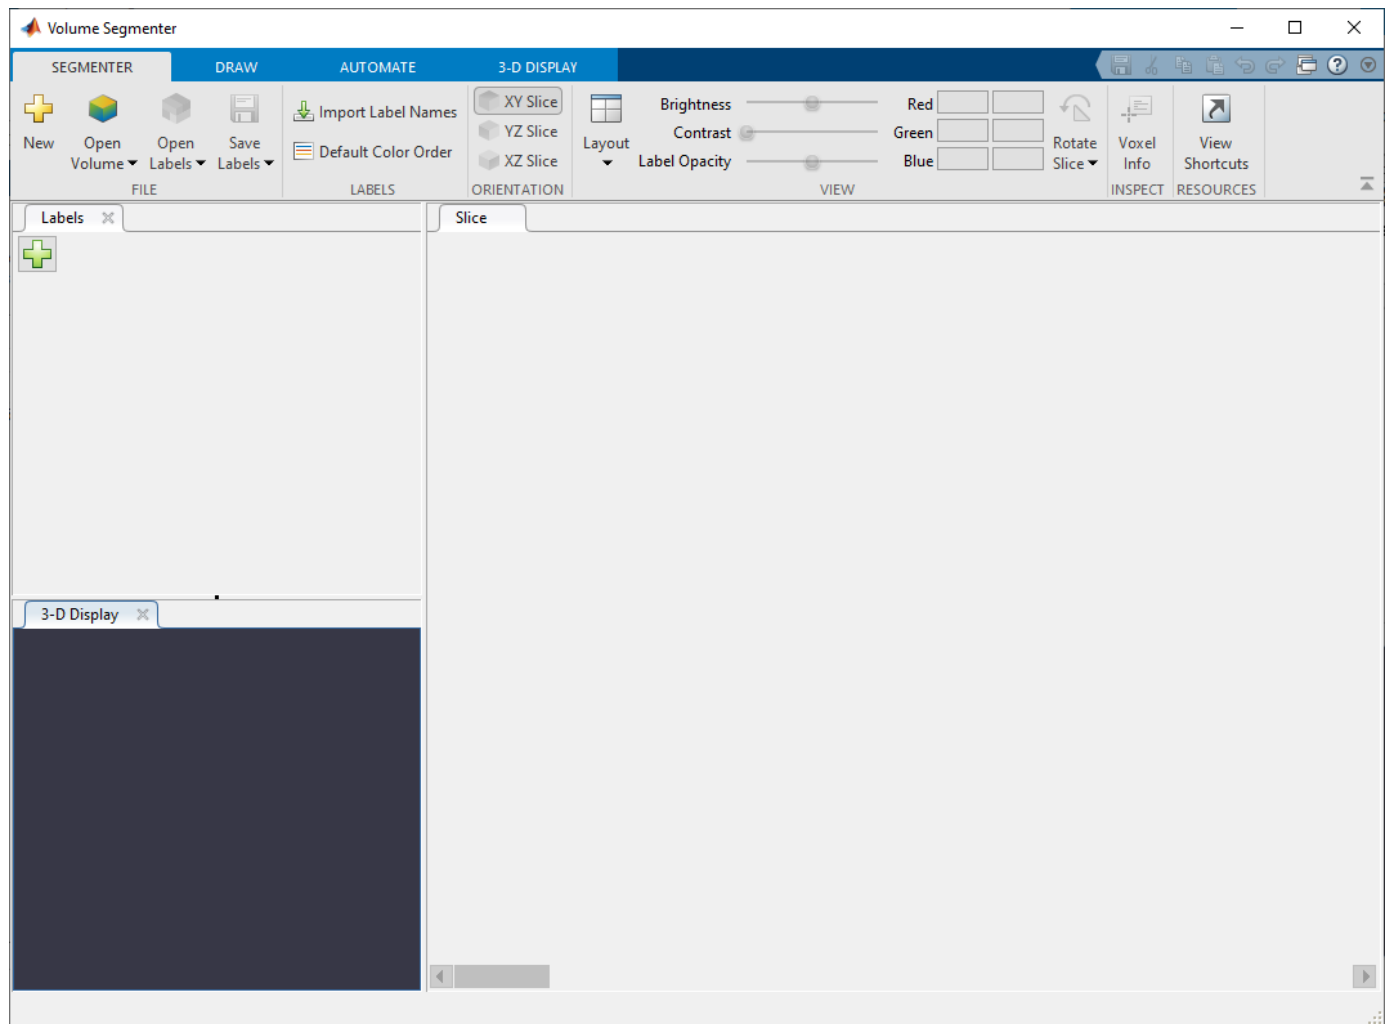 Volume Segmenter
SEGMENTER DRAW AUTOMATE 3-D DISPLAY
New
Open
Volume
Open
Labels
Save
Labels
FILE
Import Label Names
Default Color Order
LABELS
XY Slice
YZ Slice
XZ Slice
ORIENTATION
Layout
Brightness
Contrast
Label Opacity
Red
Green
Blue
Rotate
Slice
VIEW
Voxel
Info
INSPECT
View
Shortcuts
RESOURCES
Labels
Slice
3-D Display